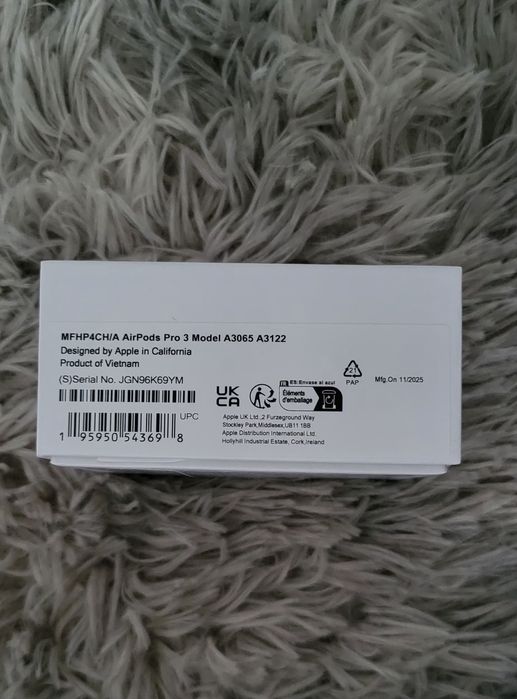 MFHP4CH/A AirPods Pro 3 Model A3065 A3122
Designed by Apple in California
Product of Vietnam
(S)Serial No. JGN96K69YM
UPC
1 95950 54369 8
UK
CA
ES:Envase al azul
Éléments
d'emballage
Apple UK Ltd.,2 Furzeground Way
Stockley Park,Middlesex,UB11 1BB
Apple Distribution International Ltd.
Hollyhill Industrial Estate, Cork,Ireland
21
PAP
Mfg.On 11/2025